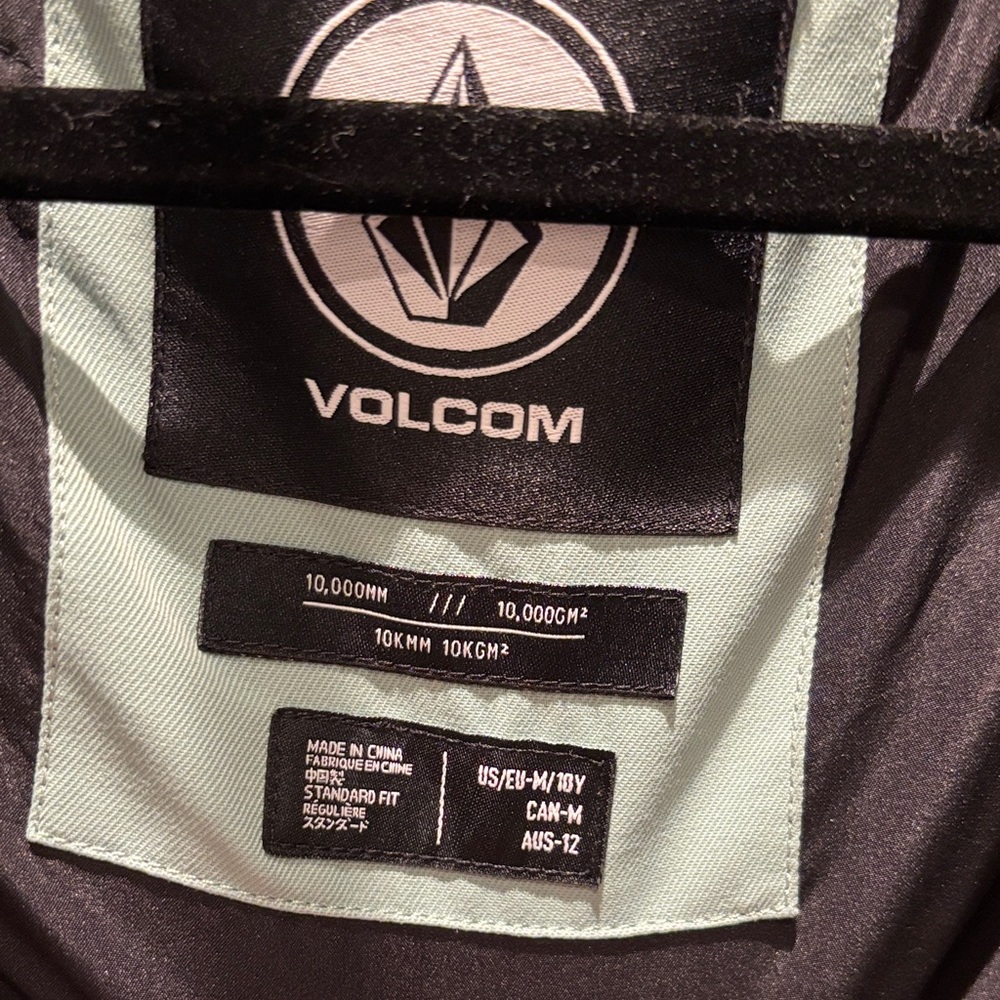 VOLCOM
10,000MM /// 10,000GM²
10KMM 10KGM²
MADE IN CHINA
FABRIQUE EN CHINE
中国製
STANDARD FIT
RÉGULIÈRE
スタンダード
US/EU-M/10Y
CAN-M
AUS-12